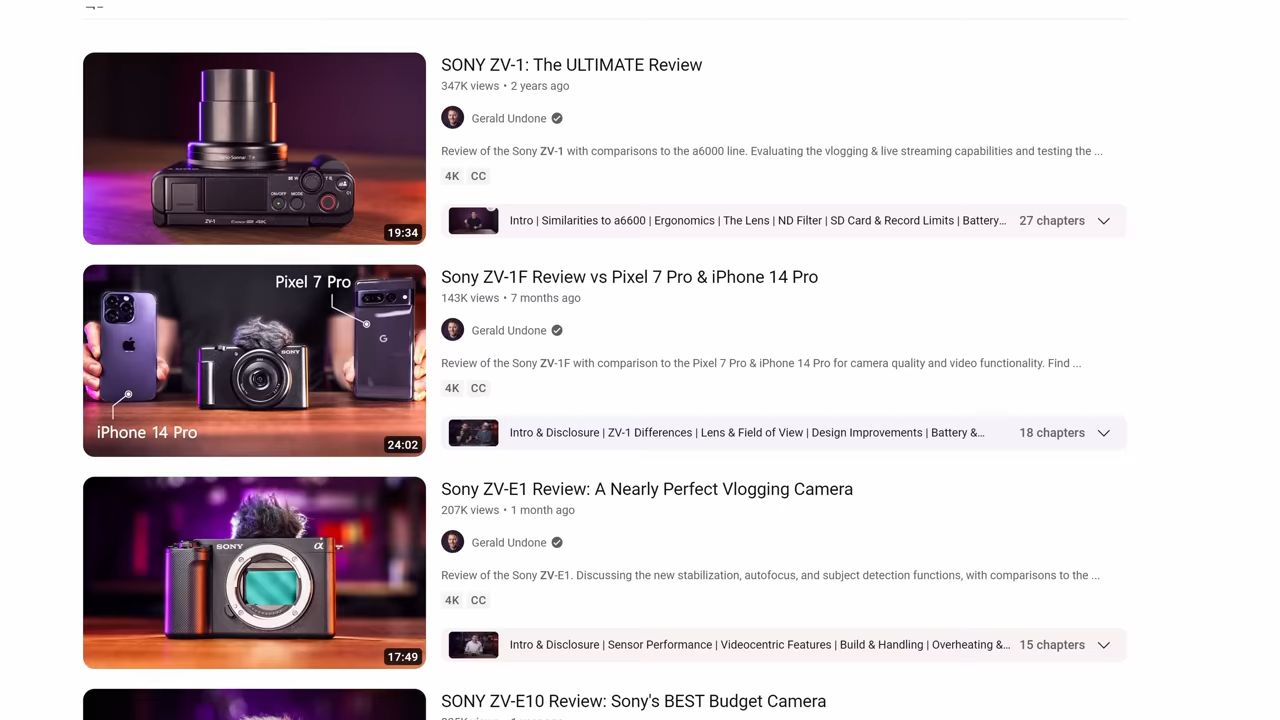 SONY ZV-1: The ULTIMATE Review
347K views • 2 years ago
Gerald Undone
Review of the Sony ZV-1 with comparisons to the a6000 line. Evaluating the vlogging & live streaming capabilities and testing the ...
4K CC
Intro | Similarities to a6600 | Ergonomics | The Lens | ND Filter | SD Card & Record Limits | Battery... 27 chapters
ON/OFF MODE
ZV-1 4K
19:34
Sony ZV-1F Review vs Pixel 7 Pro & iPhone 14 Pro
143K views • 7 months ago
Gerald Undone
Review of the Sony ZV-1F with comparison to the Pixel 7 Pro & iPhone 14 Pro for camera quality and video functionality. Find ...
4K CC
Intro & Disclosure | ZV-1 Differences | Lens & Field of View | Design Improvements | Battery &... 18 chapters
Pixel 7 Pro
SONY
G
iPhone 14 Pro
24:02
Sony ZV-E1 Review: A Nearly Perfect Vlogging Camera
207K views • 1 month ago
Gerald Undone
Review of the Sony ZV-E1. Discussing the new stabilization, autofocus, and subject detection functions, with comparisons to the ...
4K CC
Intro & Disclosure | Sensor Performance | Videocentric Features | Build & Handling | Overheating &... 15 chapters
SONY α
17:49
SONY ZV-E10 Review: Sony's BEST Budget Camera